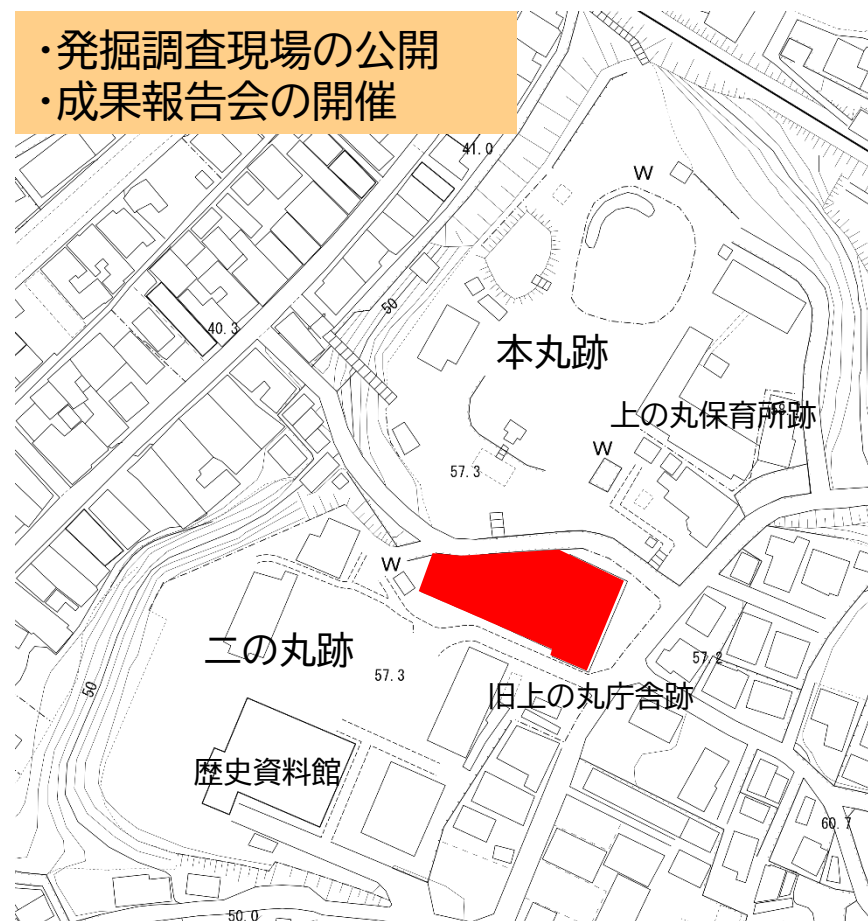 ・発掘調査現場の公開
・成果報告会の開催
41.0
W
50
40.3
本丸跡
上の丸保育所跡
W
57.3
W
二の丸跡
57.2
57.3
50
旧上の丸庁舎跡
歴史資料館
60.7
50.0